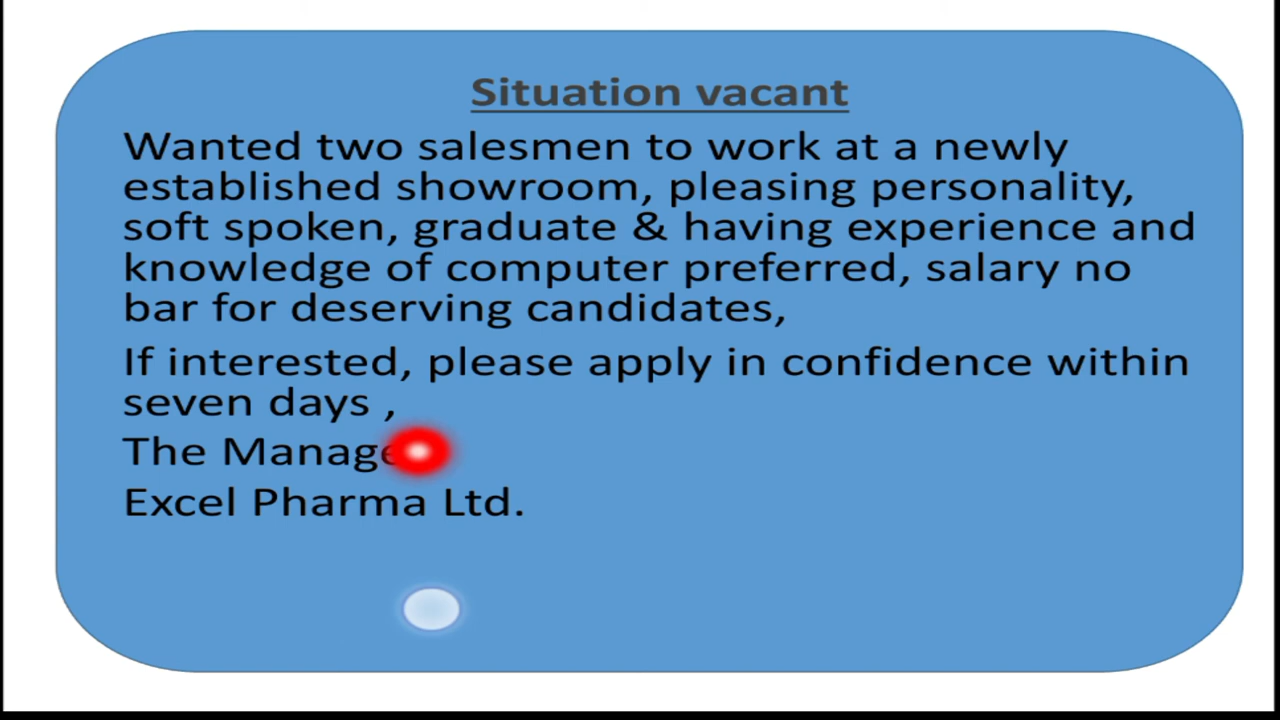 Situation vacant
Wanted two salesmen to work at a newly
established showroom, pleasing personality,
soft spoken, graduate & having experience and
knowledge of computer preferred, salary no
bar for deserving candidates,
If interested, please apply in confidence within
seven days ,
The
Excel Pharma Ltd.